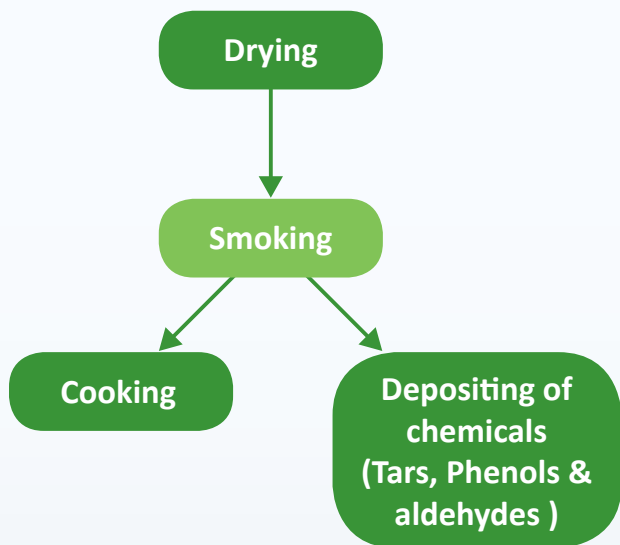 Drying
Smoking
Cooking
Depositing of
chemicals
(Tars, Phenols &
aldehydes )